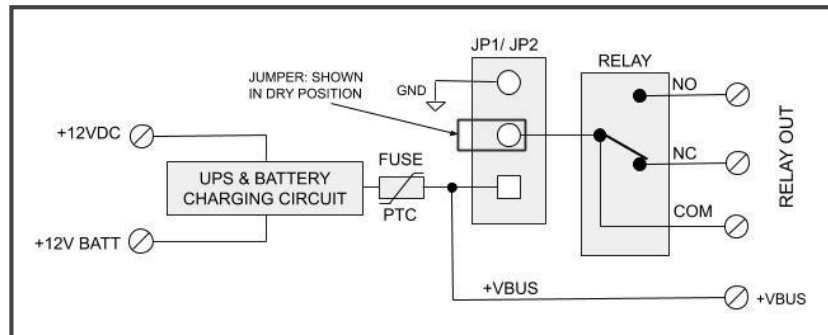 JP1/ JP2
RELAY
JUMPER: SHOWN
IN DRY POSITION
GND
NO
+12VDC
FUSE
NC
RELAY OUT
UPS & BATTERY
CHARGING CIRCUIT
PTC
COM
+12V BATT
+VBUS
+VBUS